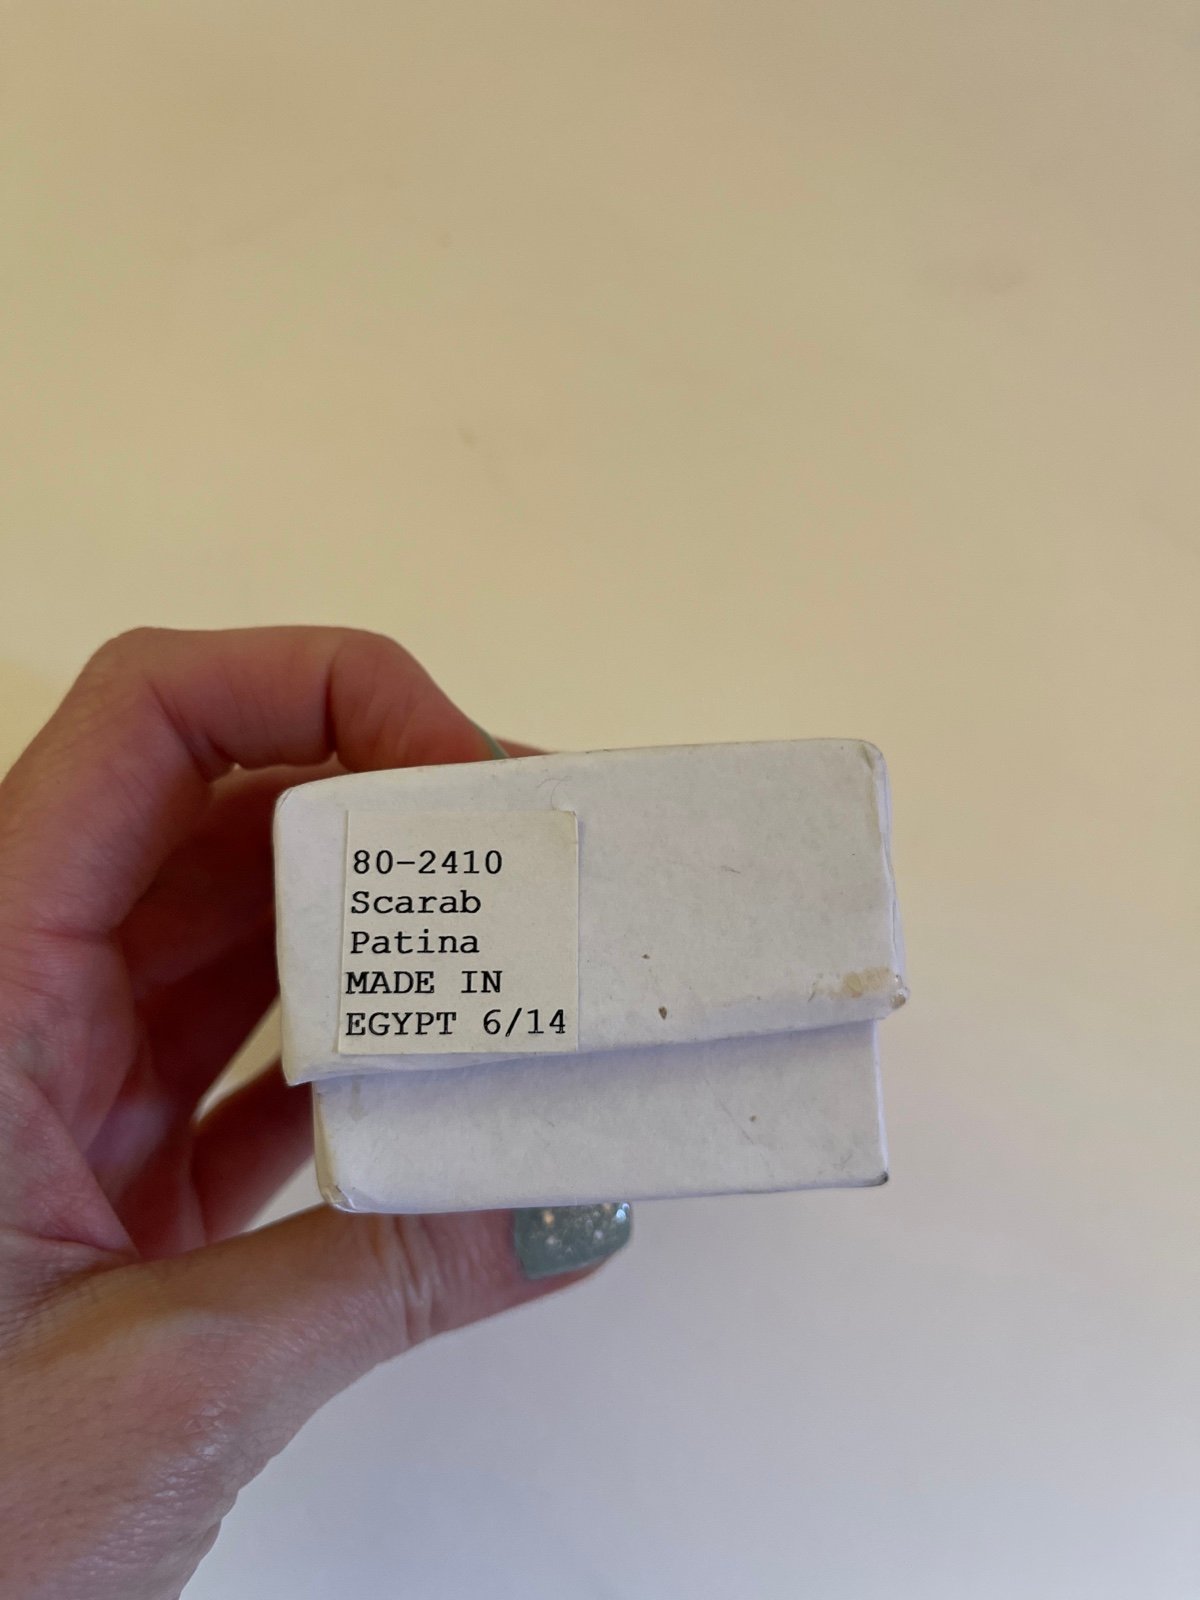 80-2410
Scarab
Patina
MADE IN
EGYPT 6/14